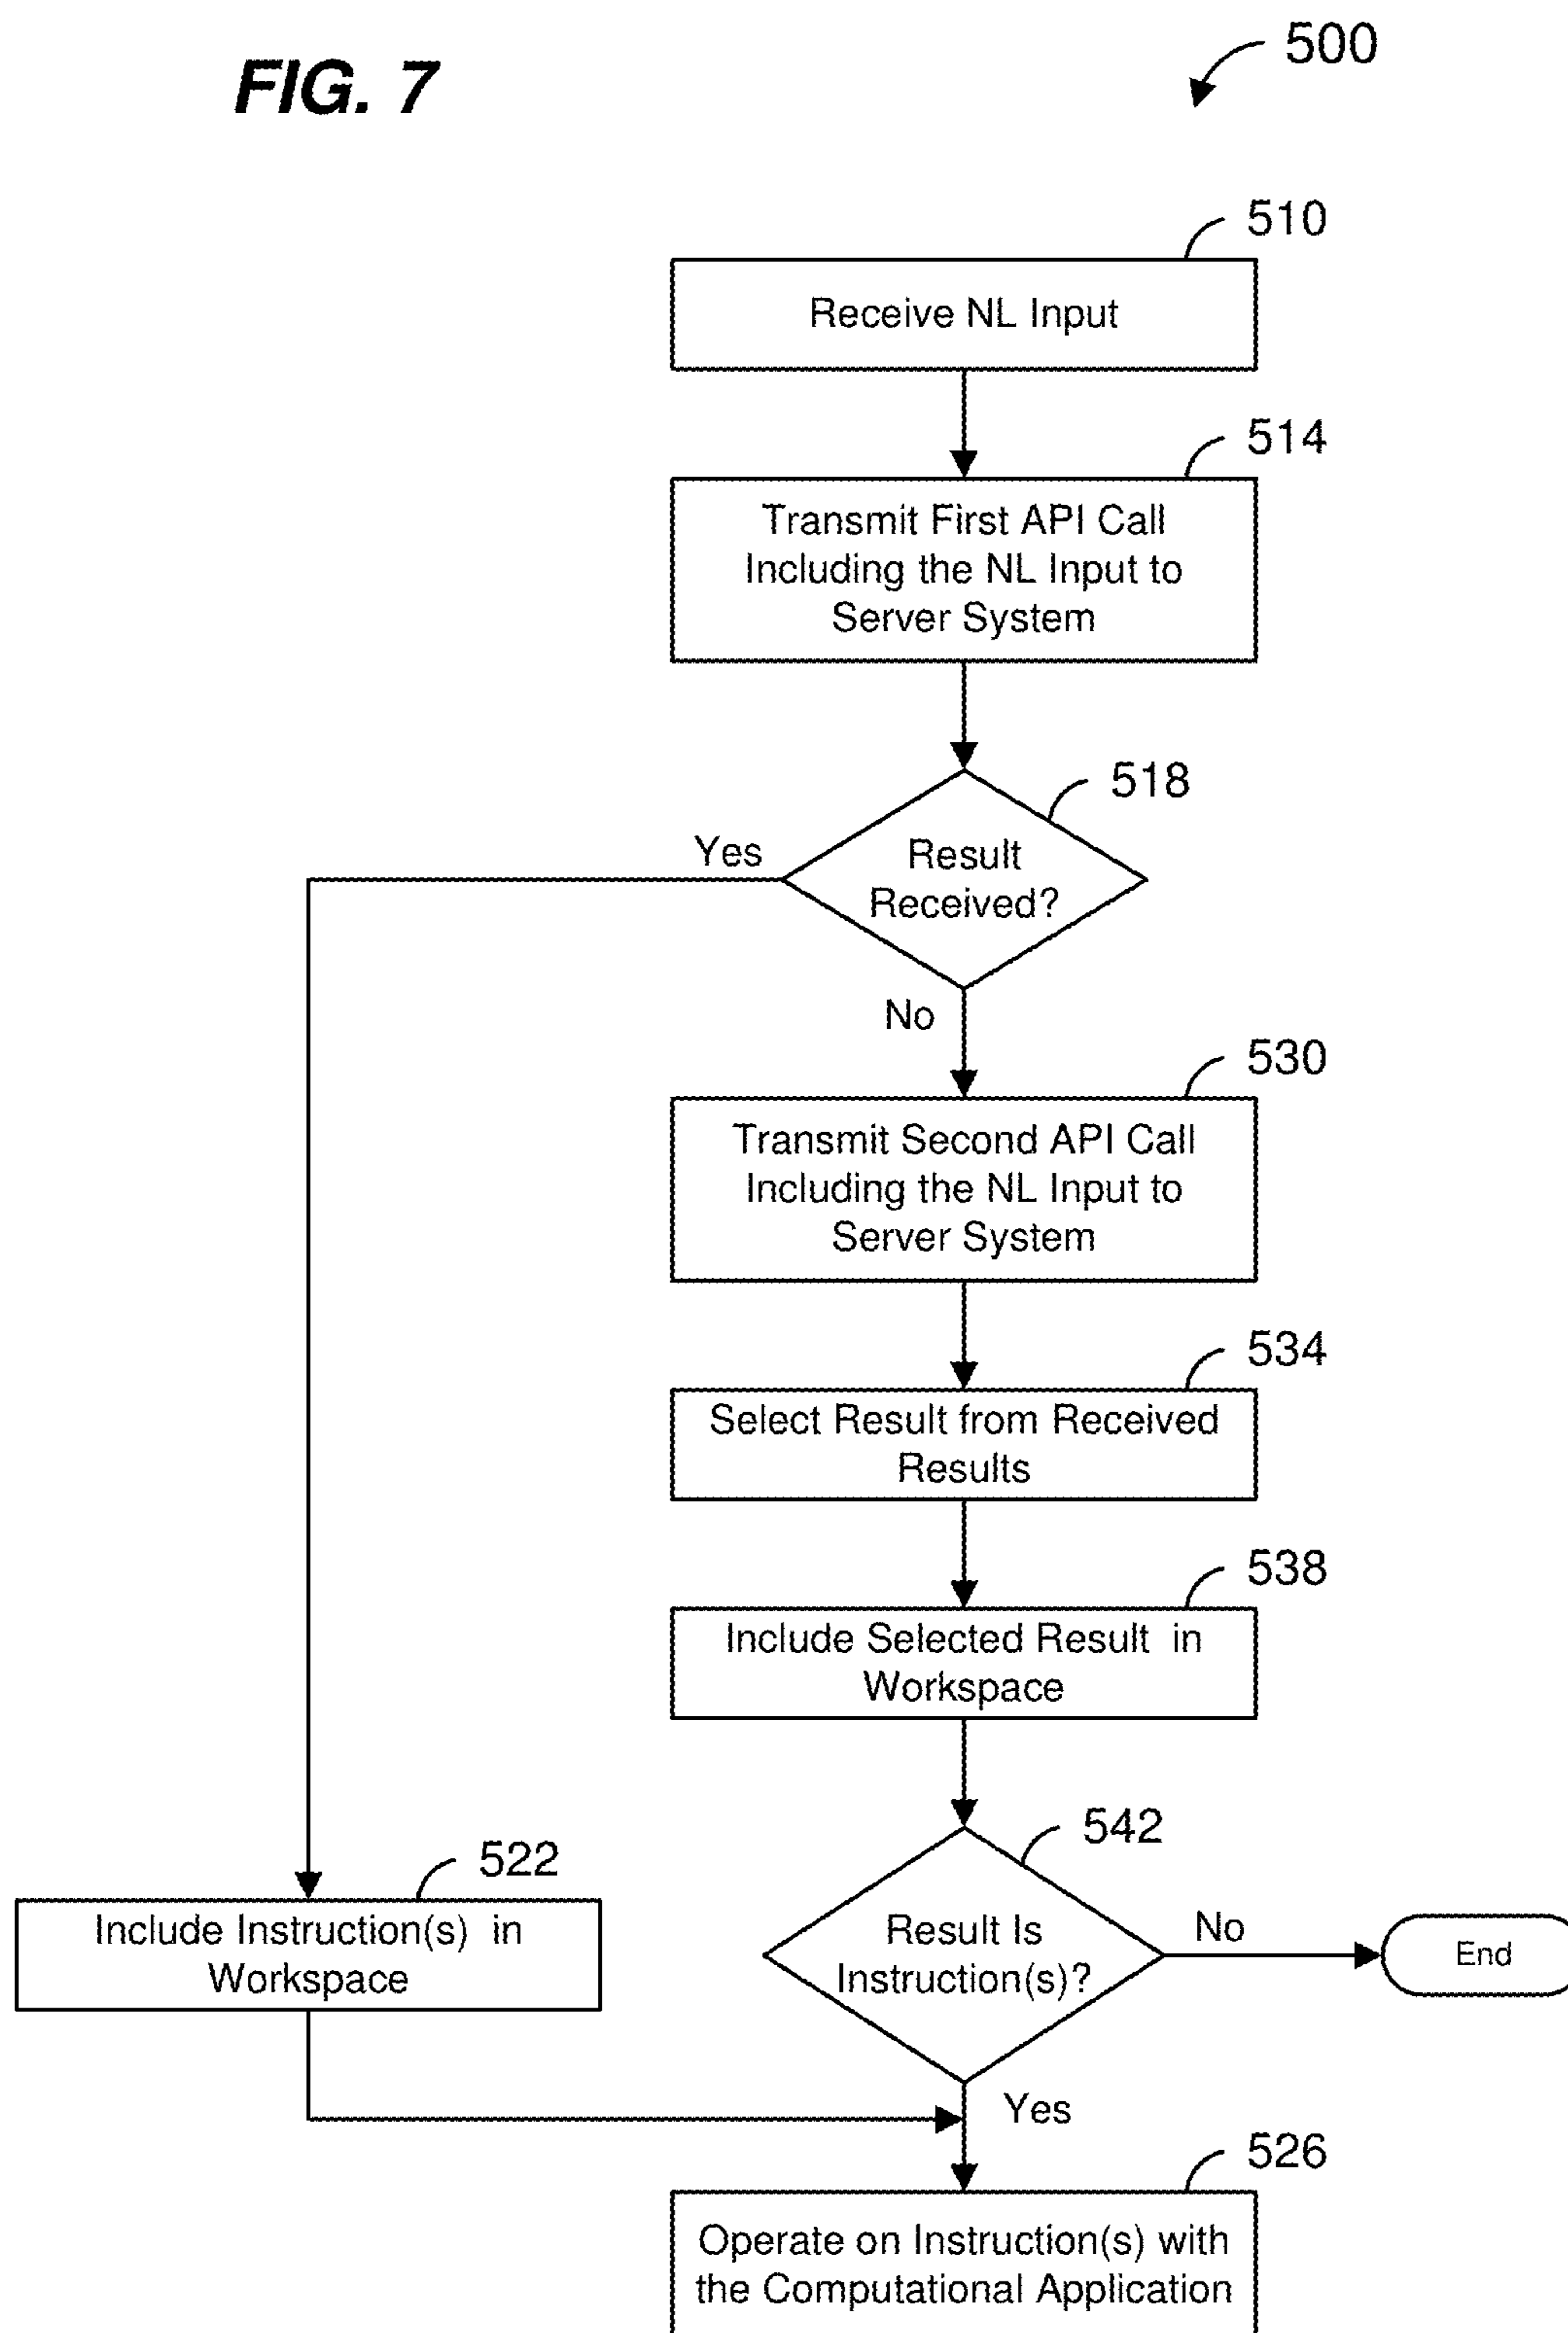 FIG. 7
500
510
Receive NL Input
514
Transmit First API Call
Including the NL Input to
Server System
518
Yes
Result
Received?
No
530
Transmit Second API Call
Including the NL Input to
Server System
534
Select Result from Received
Results
538
Include Selected Result in
Workspace
542
522
Include Instruction(s) in
Workspace
Result Is
Instruction(s)?
No
End
Yes
526
Operate on Instruction(s) with
the Computational Application